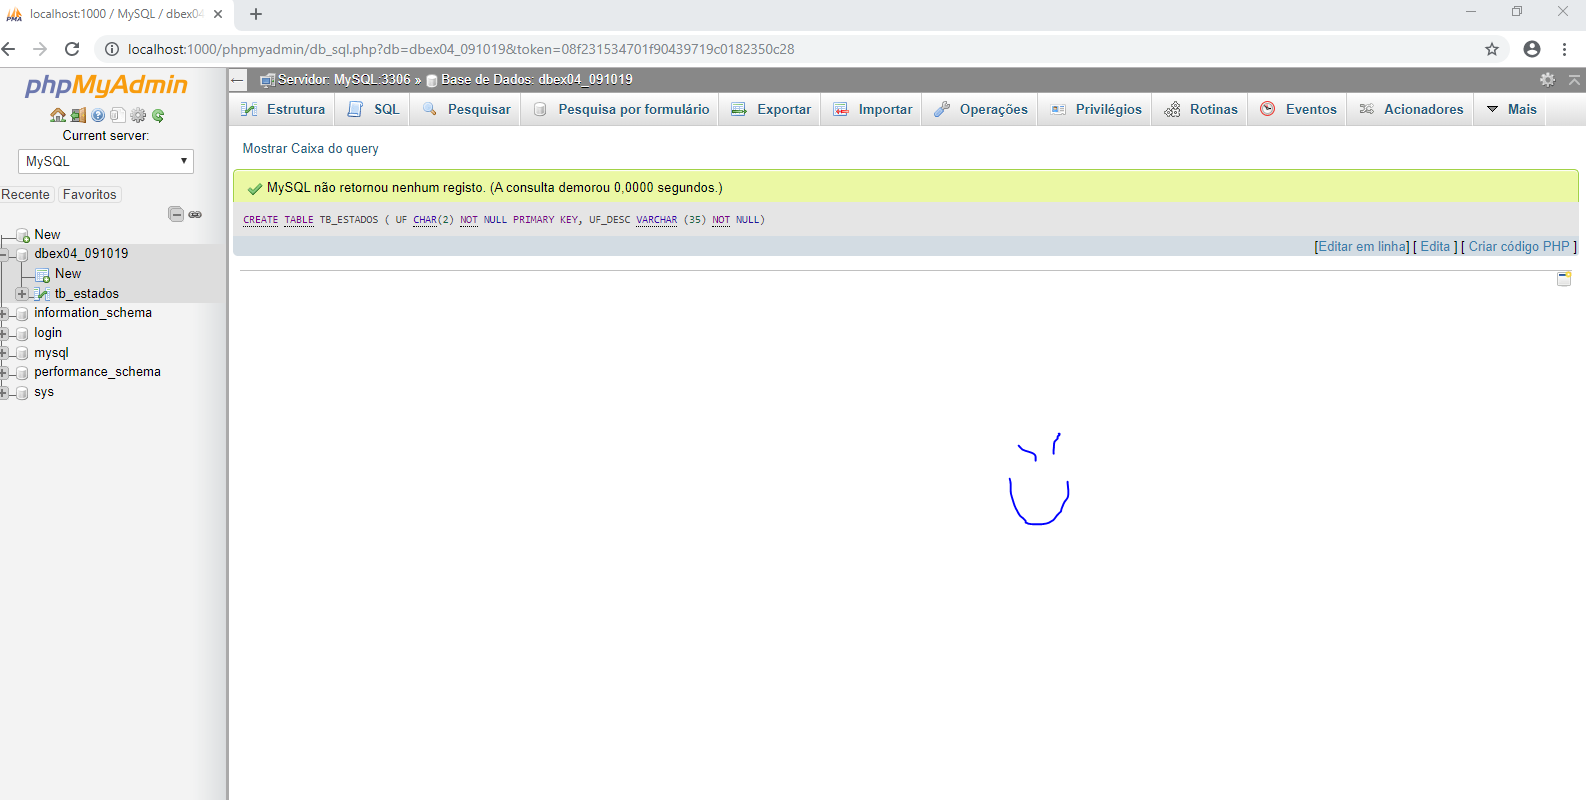 localhost:1000 / MySQL / dbex04
localhost:1000/phpmyadmin/db_sql.php?db=dbex04_091019&token=08f231534701f90439719c0182350c28
phpMyAdmin
Current server:
MySQL
Recente Favoritos
New
dbex04_091019
New
tb_estados
information_schema
login
mysql
performance_schema
sys
Servidor: MySQL:3306 » Base de Dados: dbex04_091019
Estrutura SQL Pesquisar Pesquisa por formulário Exportar Importar Operações Privilégios Rotinas Eventos Acionadores Mais
Mostrar Caixa do query
MySQL não retornou nenhum registo. (A consulta demorou 0,0000 segundos.)
CREATE TABLE TB_ESTADOS ( UF CHAR(2) NOT NULL PRIMARY KEY, UF_DESC VARCHAR (35) NOT NULL)
[Editar em linha] [ Edita ] [ Criar código PHP ]